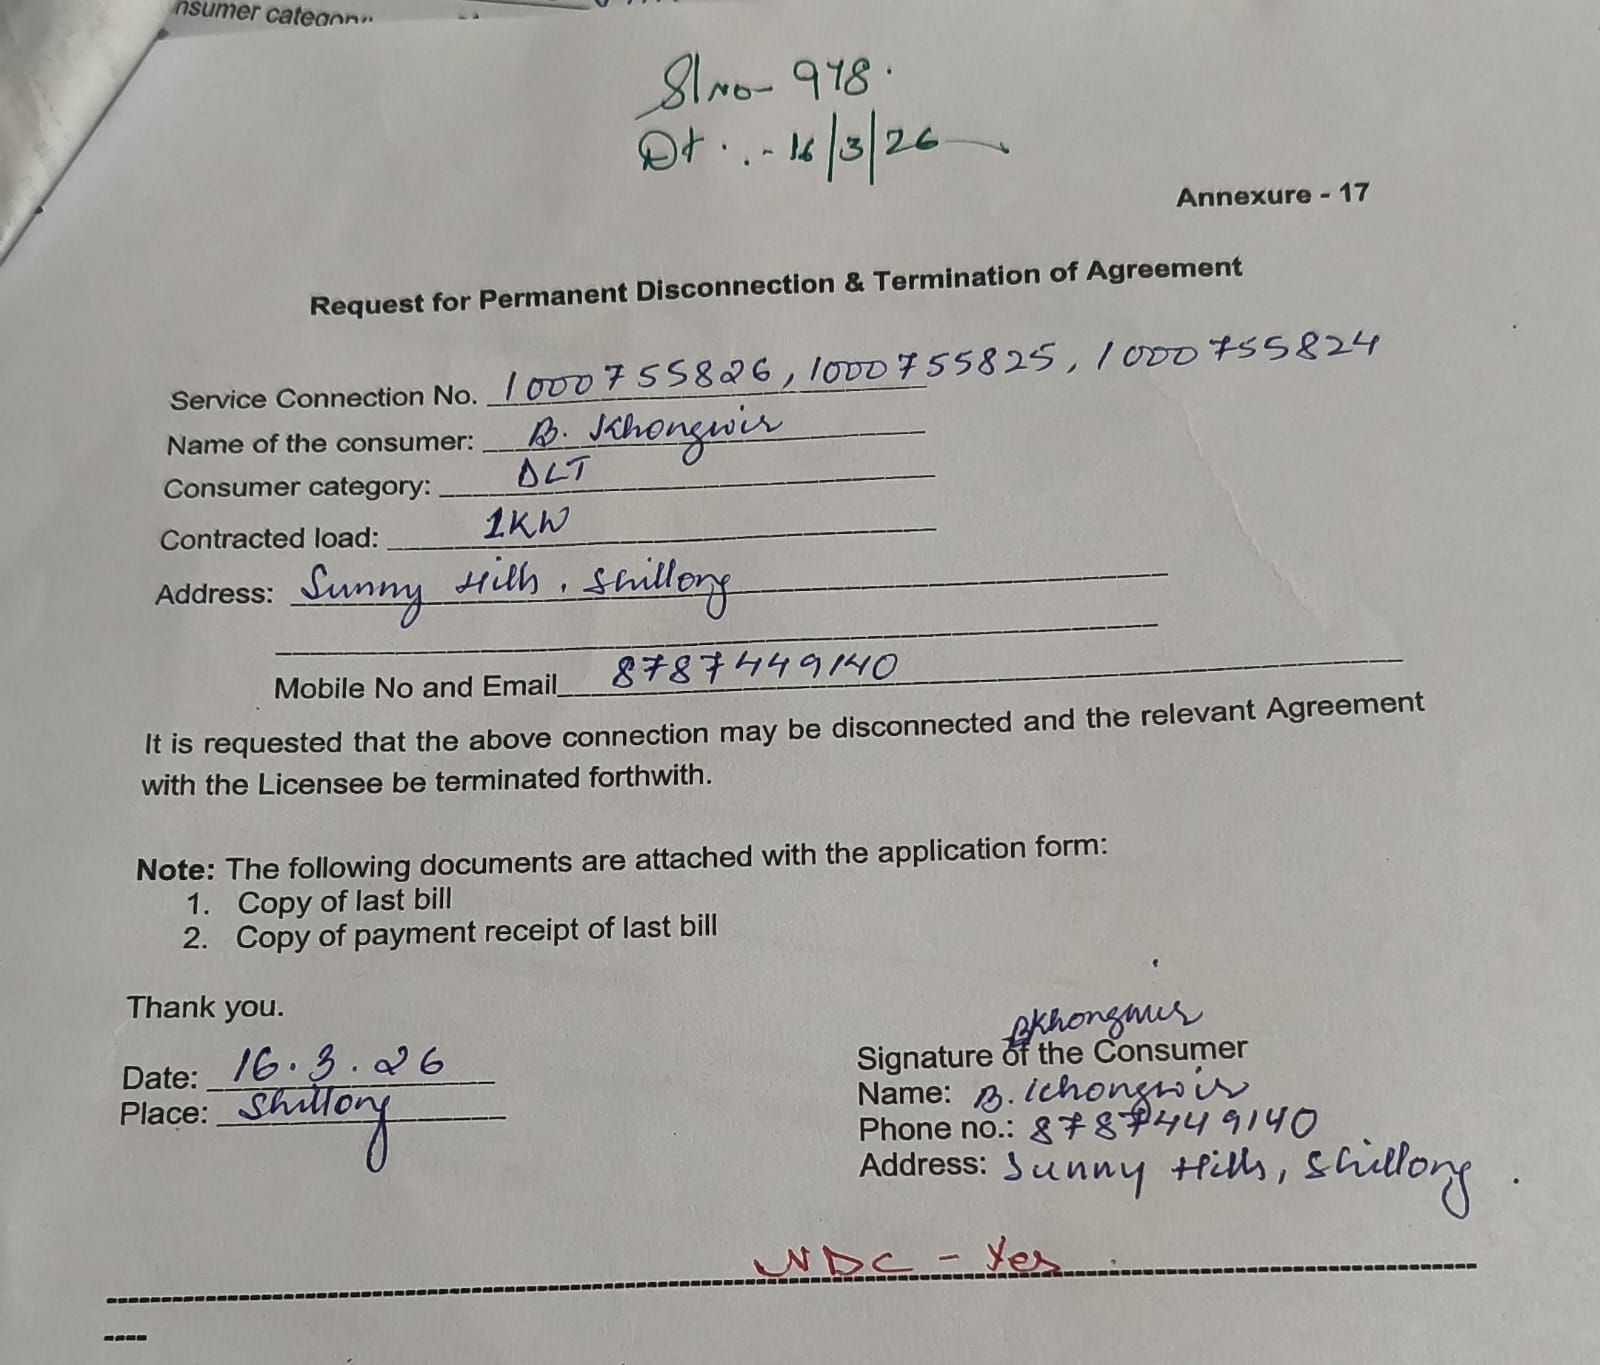 nsumer category:
Sl No- 978.
Dt. :- 16/3/26
Annexure - 17
Request for Permanent Disconnection & Termination of Agreement
Service Connection No. 1000755826, 1000755825, 1000755824
Name of the consumer: B. Khongwir
Consumer category: DLT
Contracted load: 1KW
Address: Sunny Hills, Shillong
Mobile No and Email 8787449140
It is requested that the above connection may be disconnected and the relevant Agreement
with the Licensee be terminated forthwith.
Note: The following documents are attached with the application form:
1. Copy of last bill
2. Copy of payment receipt of last bill
Thank you.
BKhongwir
Signature of the Consumer
Date: 16.3.26
Name: B. Khongwir
Place: Shillong
Phone no.: 8787449140
Address: Sunny Hills, Shillong.
NDC - Yes